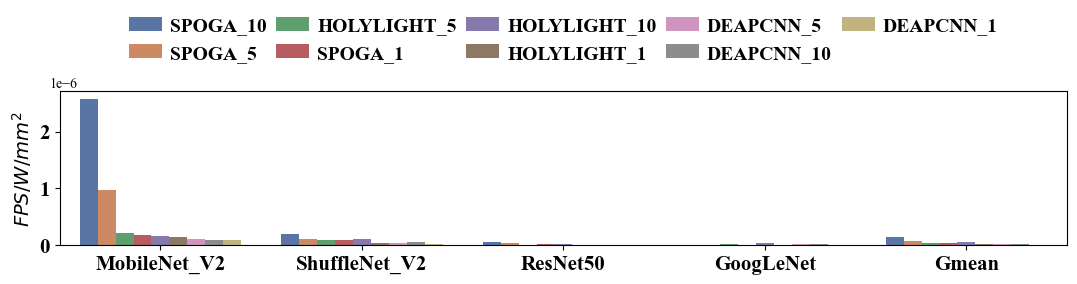 SPOGA_10 HOLYLIGHT_5 HOLYLIGHT_10 DEAPCNN_5 DEAPCNN_1
SPOGA_5 SPOGA_1 HOLYLIGHT_1 DEAPCNN_10
1e−6
FPS/W/mm²
2
1
0
MobileNet_V2 ShuffleNet_V2 ResNet50 GoogLeNet Gmean